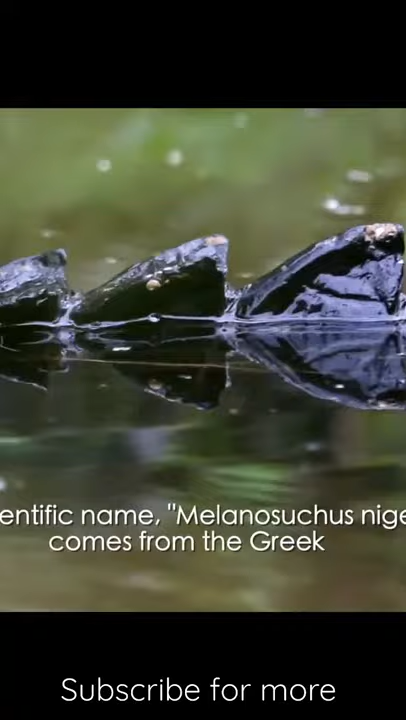 entific name, "Melanosuchus nige
comes from the Greek
Subscribe for more